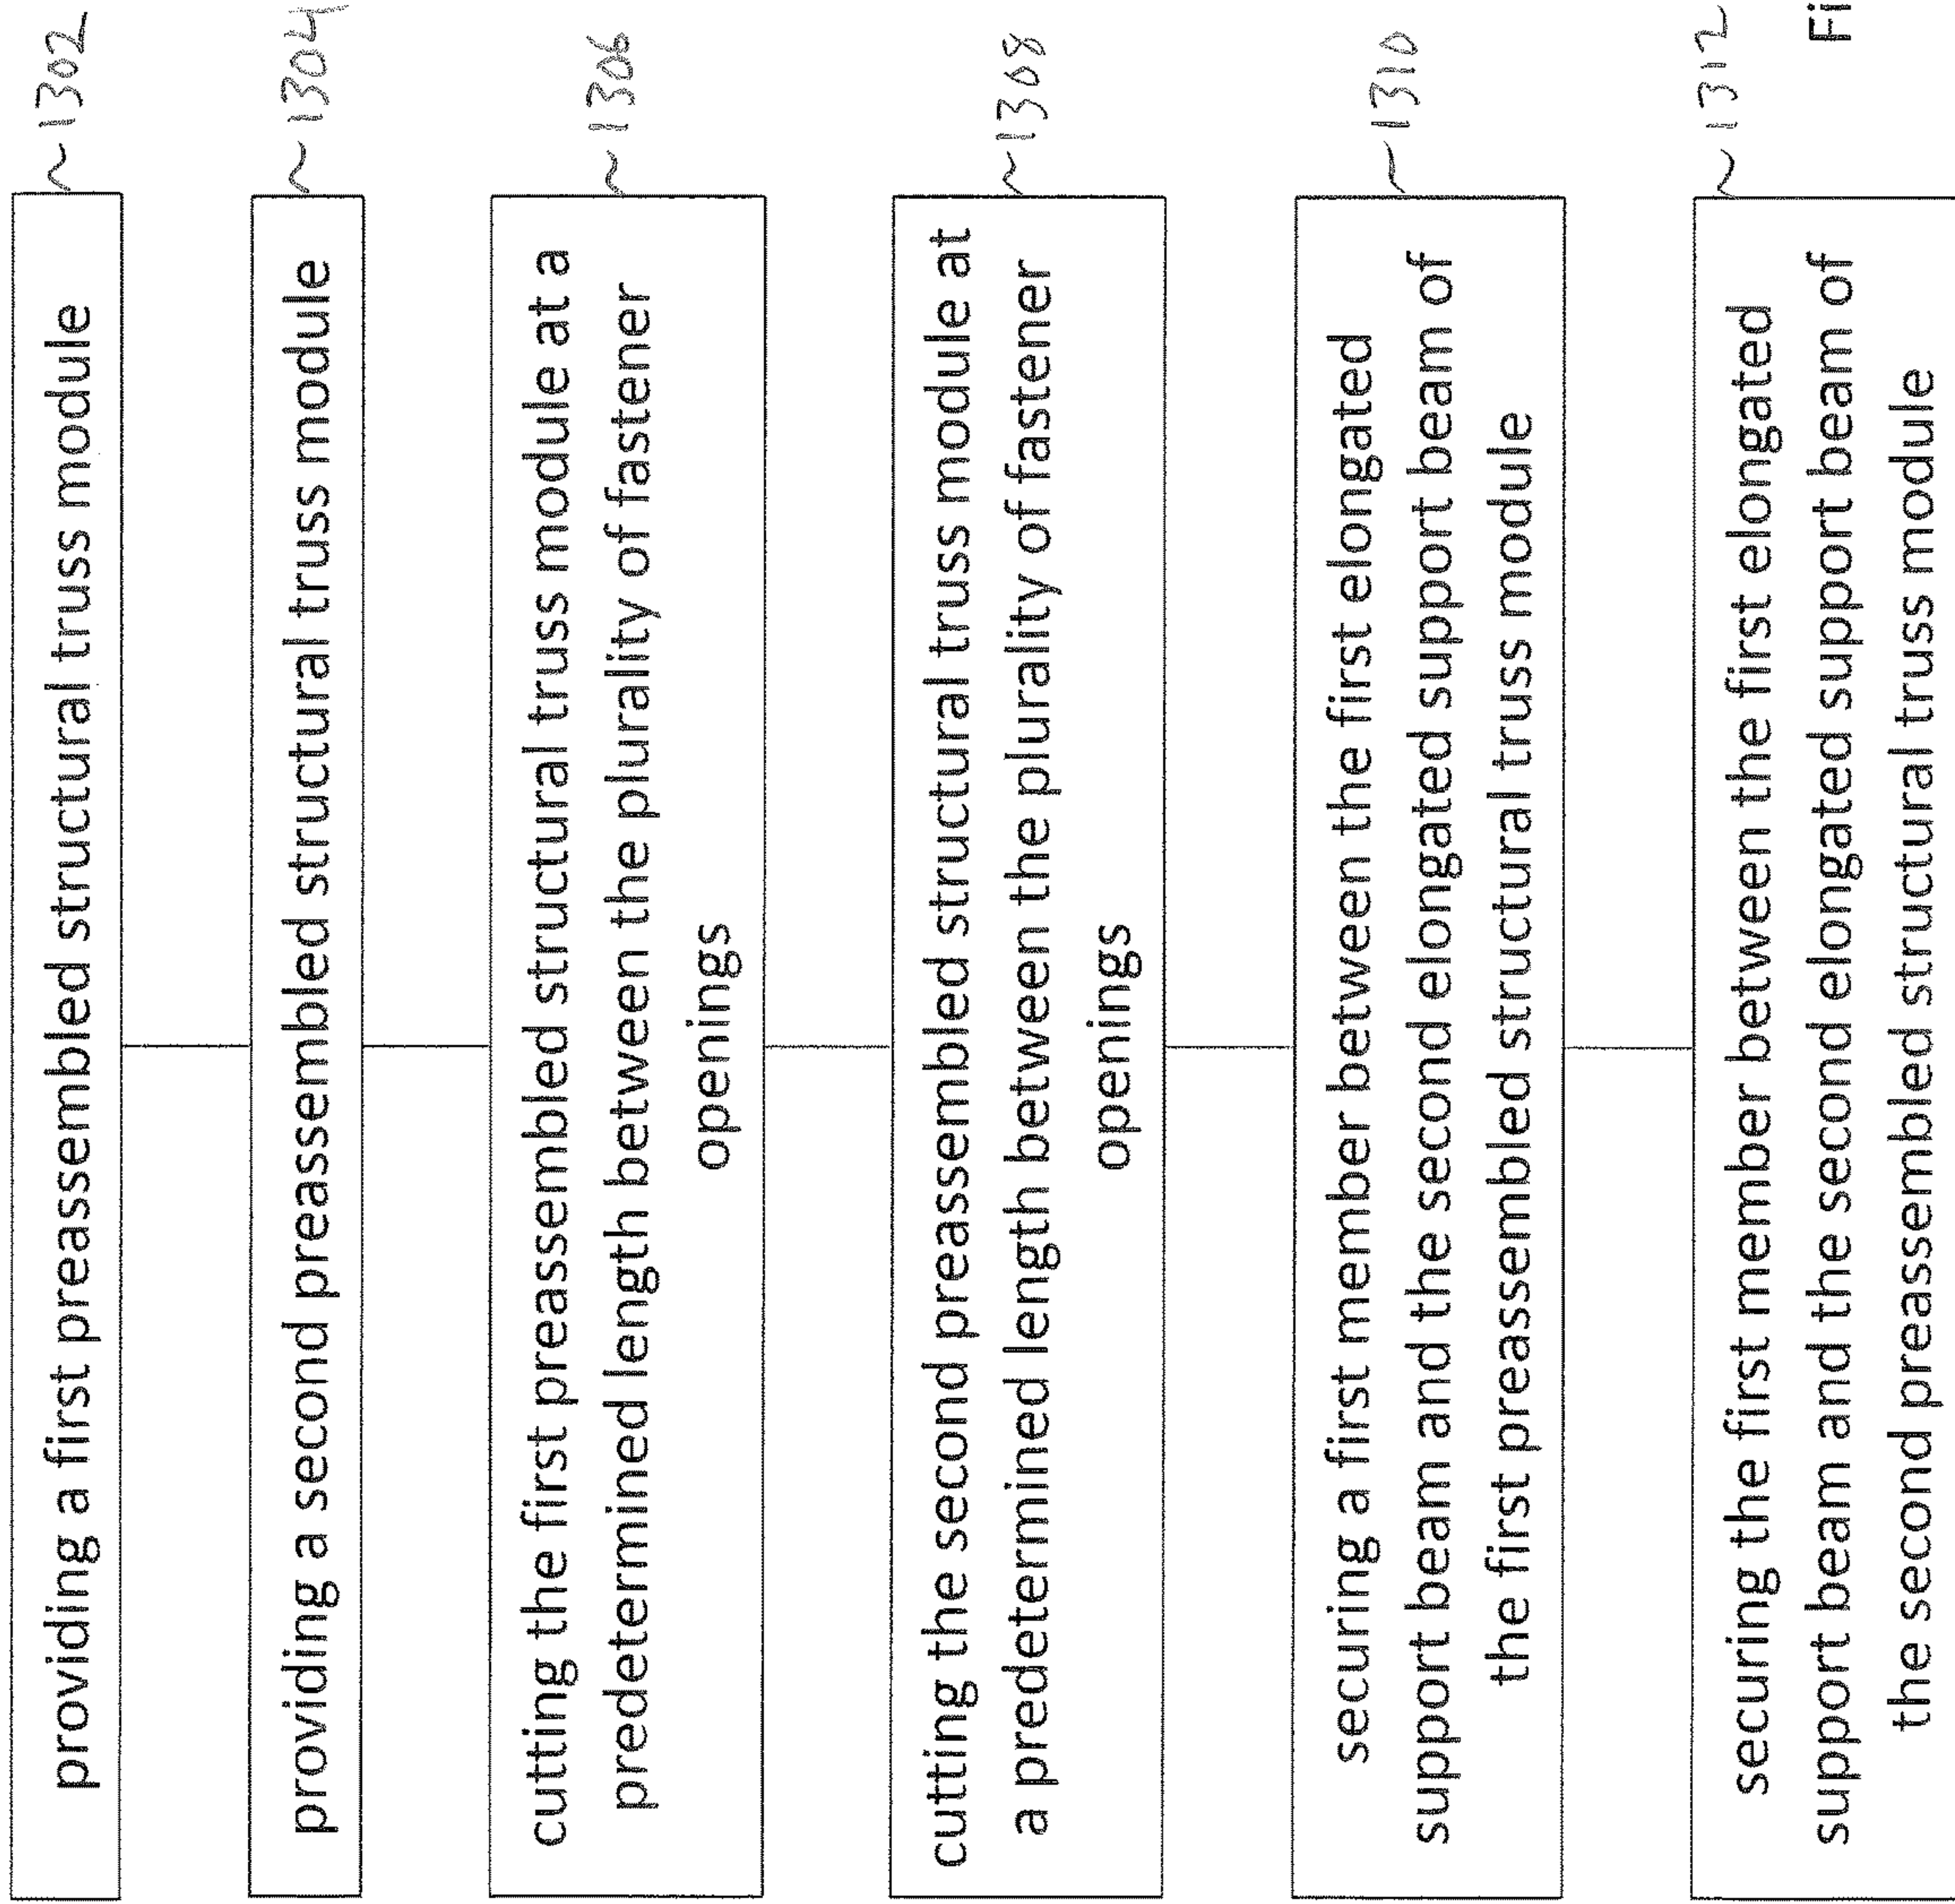 providing a first preassembled structural truss module
~1302
providing a second preassembled structural truss module
~1304
cutting the first preassembled structural truss module at a
predetermined length between the plurality of fastener
openings
~1306
cutting the second preassembled structural truss module at
a predetermined length between the plurality of fastener
openings
~1308
securing a first member between the first elongated
support beam and the second elongated support beam of
the first preassembled structural truss module
~1310
securing the first member between the first elongated
support beam and the second elongated support beam of
the second preassembled structural truss module
~1312
Fi